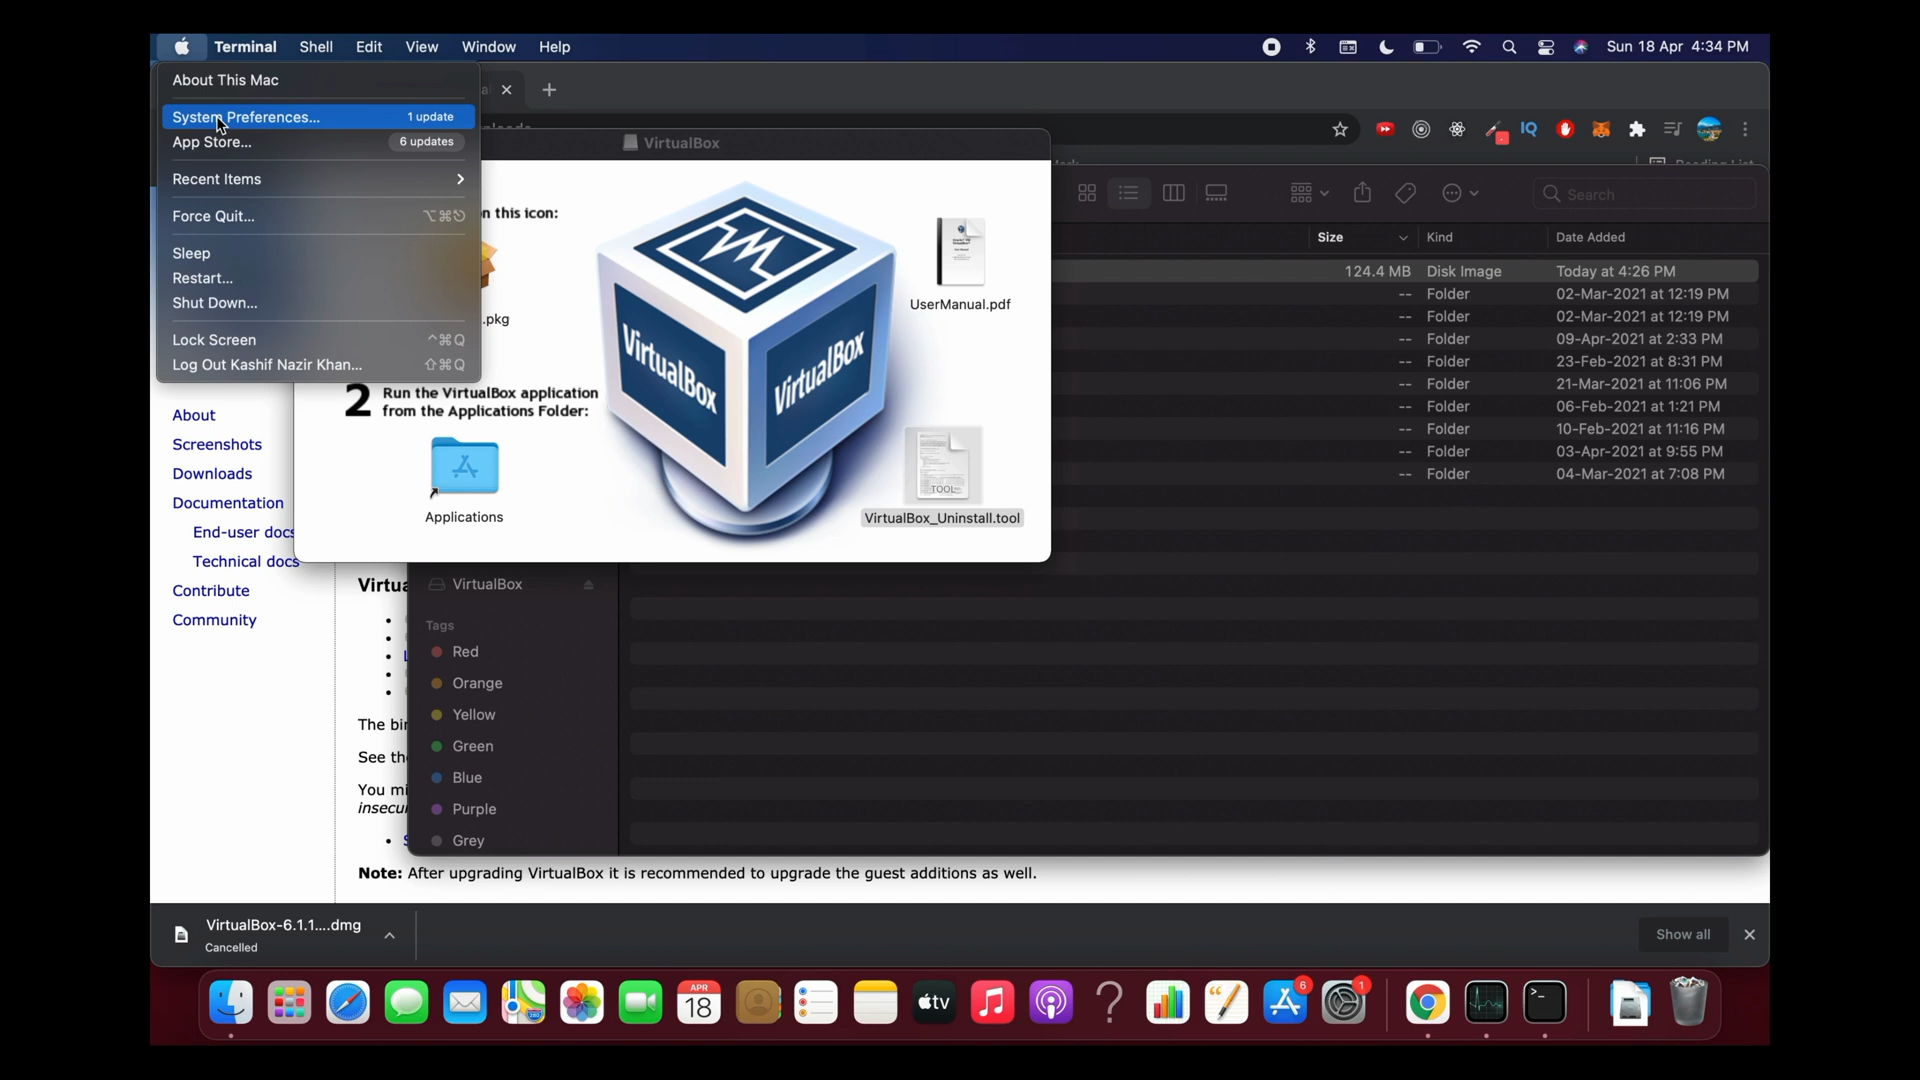 Terminal Shell Edit View Window Help Sun 18 Apr 4:34 PM
About This Mac
System Preferences... 1 update
App Store... 6 updates
Recent Items
Force Quit...
Sleep
Restart...
Shut Down...
Lock Screen ^⌘Q
Log Out Kashif Nazir Khan... ⇧⌘Q
VirtualBox
n this icon:
.pkg
2 Run the VirtualBox application
from the Applications Folder:
Applications
VirtualBox VirtualBox
UserManual.pdf
TOOL
VirtualBox_Uninstall.tool
Search
Size Kind Date Added
124.4 MB Disk Image Today at 4:26 PM
-- Folder 02-Mar-2021 at 12:19 PM
-- Folder 02-Mar-2021 at 12:19 PM
-- Folder 09-Apr-2021 at 2:33 PM
-- Folder 23-Feb-2021 at 8:31 PM
-- Folder 21-Mar-2021 at 11:06 PM
-- Folder 06-Feb-2021 at 1:21 PM
-- Folder 10-Feb-2021 at 11:16 PM
-- Folder 03-Apr-2021 at 9:55 PM
-- Folder 04-Mar-2021 at 7:08 PM
About
Screenshots
Downloads
Documentation
End-user docs
Technical docs
Contribute
Community
VirtualBox
Tags
Red
Orange
Yellow
Green
Blue
Purple
Grey
Virtua
The bin
See the
You mi
insecu
Note: After upgrading VirtualBox it is recommended to upgrade the guest additions as well.
VirtualBox-6.1.1....dmg
Cancelled
Show all
APR
18
tv
6
1